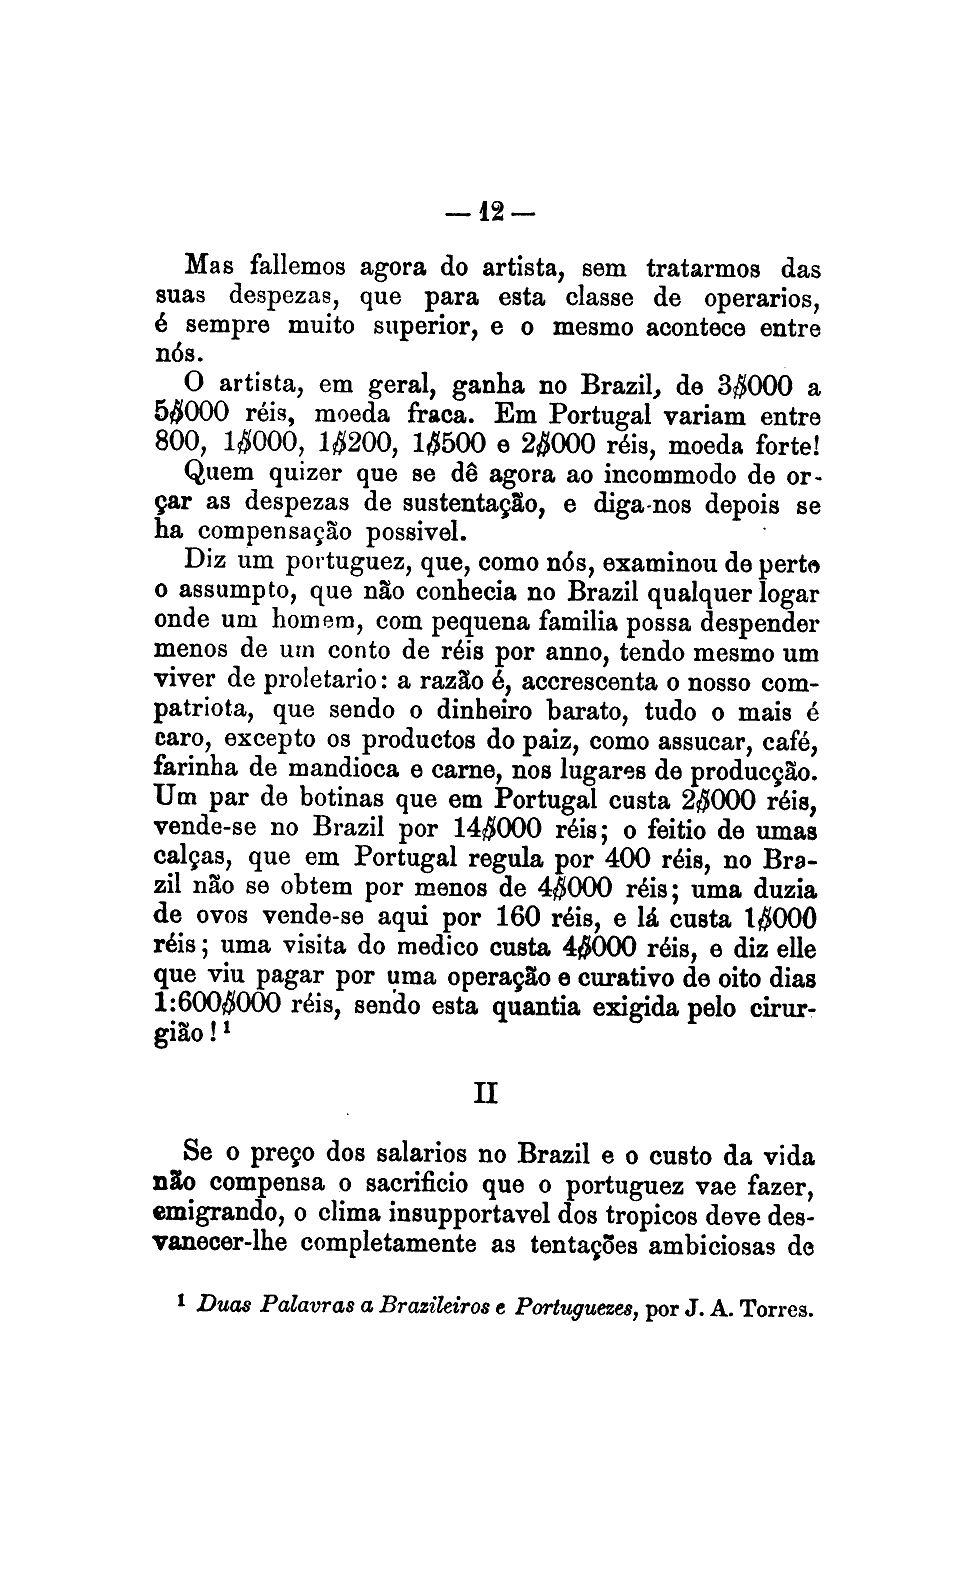 — 12 —
Mas fallemos agora do artista, sem tratarmos das
suas despezas, que para esta classe de operarios,
é sempre muito superior, e o mesmo acontece entre
nós.
O artista, em geral, ganha no Brazil, de 3$000 a
5$000 réis, moeda fraca. Em Portugal variam entre
800, 1$000, 1$200, 1$500 e 2$000 réis, moeda forte!
Quem quizer que se dê agora ao incommodo de or-
çar as despezas de sustentação, e diga-nos depois se
ha compensação possivel.
Diz um portuguez, que, como nós, examinou de perto
o assumpto, que não conhecia no Brazil qualquer logar
onde um homem, com pequena familia possa despender
menos de um conto de réis por anno, tendo mesmo um
viver de proletario: a razão é, accrescenta o nosso com-
patriota, que sendo o dinheiro barato, tudo o mais é
caro, excepto os productos do paiz, como assucar, café,
farinha de mandioca e carne, nos lugares de producção.
Um par de botinas que em Portugal custa 2$000 réis,
vende-se no Brazil por 14$000 réis; o feitio de umas
calças, que em Portugal regula por 400 réis, no Bra-
zil não se obtem por menos de 4$000 réis; uma duzia
de ovos vende-se aqui por 160 réis, e lá custa 1$000
réis; uma visita do medico custa 4$000 réis, e diz elle
que viu pagar por uma operação e curativo de oito dias
1:600$000 réis, sendo esta quantia exigida pelo cirur-
gião! ¹
II
Se o preço dos salarios no Brazil e o custo da vida
não compensa o sacrificio que o portuguez vae fazer,
emigrando, o clima insupportavel dos tropicos deve des-
vanecer-lhe completamente as tentações ambiciosas de
¹ Duas Palavras a Brazileiros e Portuguezes, por J. A. Torres.